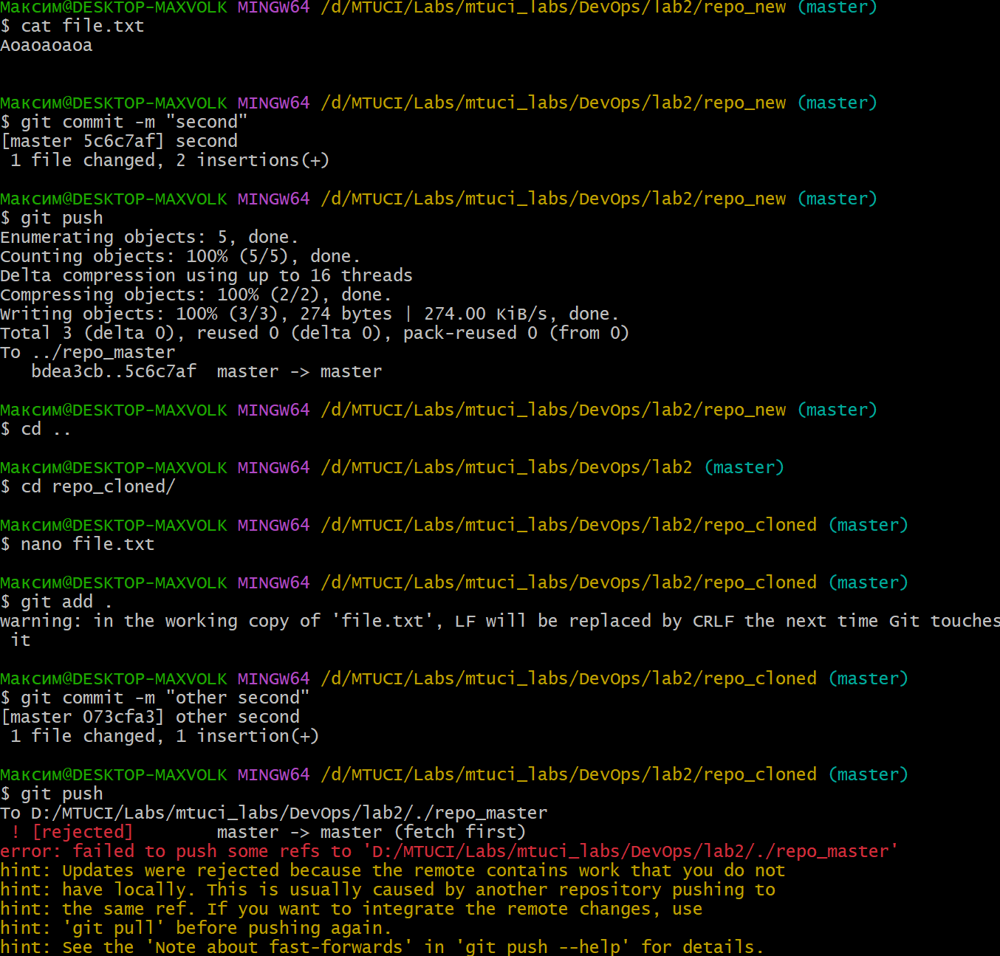 Максим@DESKTOP-MAXVOLK MINGW64 /d/MTUCI/Labs/mtuci_labs/DevOps/lab2/repo_new (master)
$ cat file.txt
Aoaoaoaoa
Максим@DESKTOP-MAXVOLK MINGW64 /d/MTUCI/Labs/mtuci_labs/DevOps/lab2/repo_new (master)
$ git commit -m "second"
[master 5c6c7af] second
 1 file changed, 2 insertions(+)
Максим@DESKTOP-MAXVOLK MINGW64 /d/MTUCI/Labs/mtuci_labs/DevOps/lab2/repo_new (master)
$ git push
Enumerating objects: 5, done.
Counting objects: 100% (5/5), done.
Delta compression using up to 16 threads
Compressing objects: 100% (2/2), done.
Writing objects: 100% (3/3), 274 bytes | 274.00 KiB/s, done.
Total 3 (delta 0), reused 0 (delta 0), pack-reused 0 (from 0)
To ../repo_master
   bdea3cb..5c6c7af  master -> master
Максим@DESKTOP-MAXVOLK MINGW64 /d/MTUCI/Labs/mtuci_labs/DevOps/lab2/repo_new (master)
$ cd ..
Максим@DESKTOP-MAXVOLK MINGW64 /d/MTUCI/Labs/mtuci_labs/DevOps/lab2 (master)
$ cd repo_cloned/
Максим@DESKTOP-MAXVOLK MINGW64 /d/MTUCI/Labs/mtuci_labs/DevOps/lab2/repo_cloned (master)
$ nano file.txt
Максим@DESKTOP-MAXVOLK MINGW64 /d/MTUCI/Labs/mtuci_labs/DevOps/lab2/repo_cloned (master)
$ git add .
warning: in the working copy of 'file.txt', LF will be replaced by CRLF the next time Git touches
 it
Максим@DESKTOP-MAXVOLK MINGW64 /d/MTUCI/Labs/mtuci_labs/DevOps/lab2/repo_cloned (master)
$ git commit -m "other second"
[master 073cfa3] other second
 1 file changed, 1 insertion(+)
Максим@DESKTOP-MAXVOLK MINGW64 /d/MTUCI/Labs/mtuci_labs/DevOps/lab2/repo_cloned (master)
$ git push
To D:/MTUCI/Labs/mtuci_labs/DevOps/lab2/./repo_master
 ! [rejected]        master -> master (fetch first)
error: failed to push some refs to 'D:/MTUCI/Labs/mtuci_labs/DevOps/lab2/./repo_master'
hint: Updates were rejected because the remote contains work that you do not
hint: have locally. This is usually caused by another repository pushing to
hint: the same ref. If you want to integrate the remote changes, use
hint: 'git pull' before pushing again.
hint: See the 'Note about fast-forwards' in 'git push --help' for details.